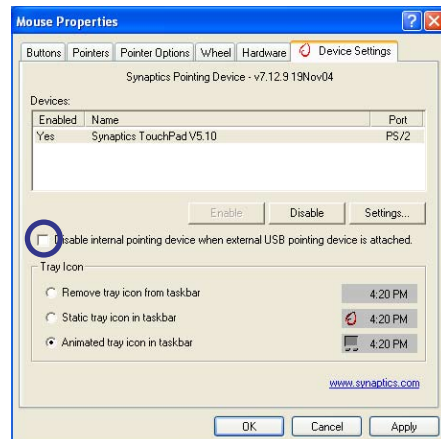 Mouse Properties
Buttons Pointers Pointer Options Wheel Hardware Device Settings
Synaptics Pointing Device - v7.12.9 19Nov04
Devices:
Enabled Name Port
Yes Synaptics TouchPad V5.10 PS/2
Enable Disable Settings...
Disable internal pointing device when external USB pointing device is attached.
Tray Icon
Remove tray icon from taskbar 4:20 PM
Static tray icon in taskbar 4:20 PM
Animated tray icon in taskbar 4:20 PM
www.synaptics.com
OK Cancel Apply